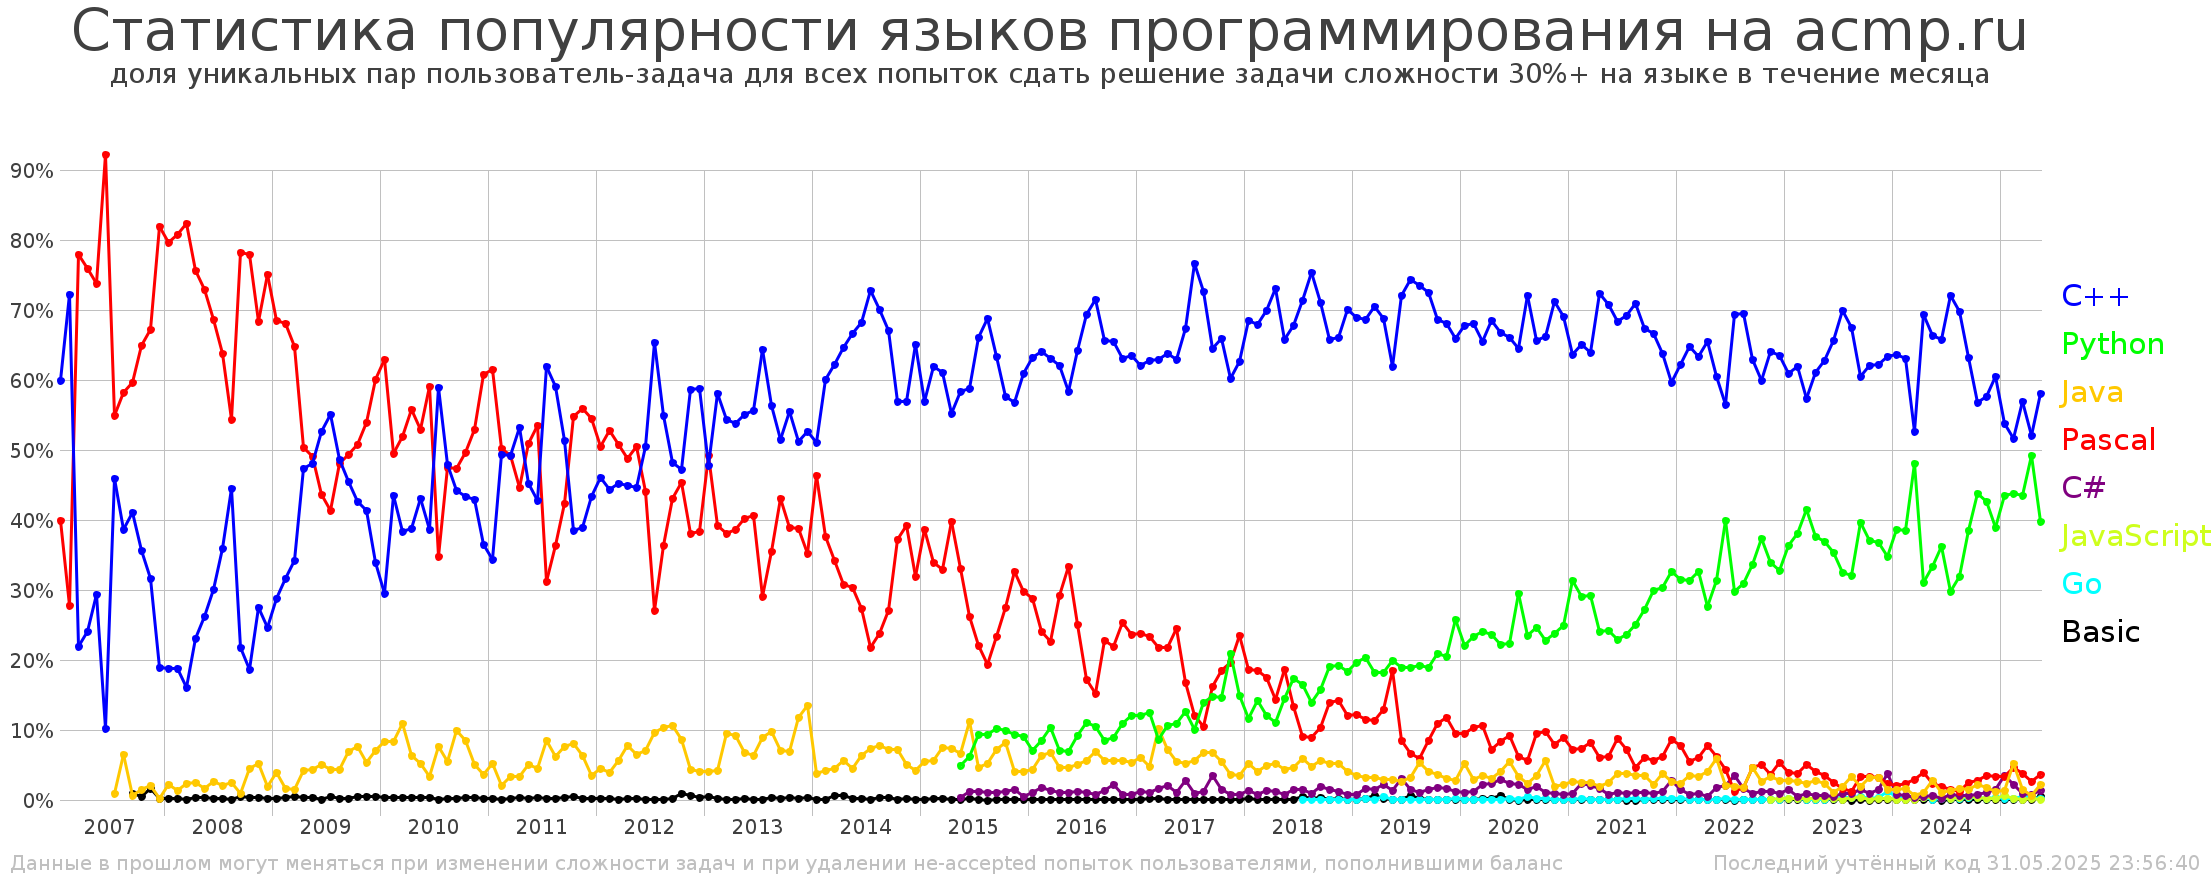 Статистика популярности языков программирования на acmp.ru
доля уникальных пар пользователь-задача для всех попыток сдать решение задачи сложности 30%+ на языке в течение месяца
90%
80%
70%
60%
50%
40%
30%
20%
10%
0%
C++
Python
Java
Pascal
C#
JavaScript
Go
Basic
2007 2008 2009 2010 2011 2012 2013 2014 2015 2016 2017 2018 2019 2020 2021 2022 2023 2024
Данные в прошлом могут меняться при изменении сложности задач и при удалении не-accepted попыток пользователями, пополнившими баланс
Последний учтённый код 31.05.2025 23:56:40